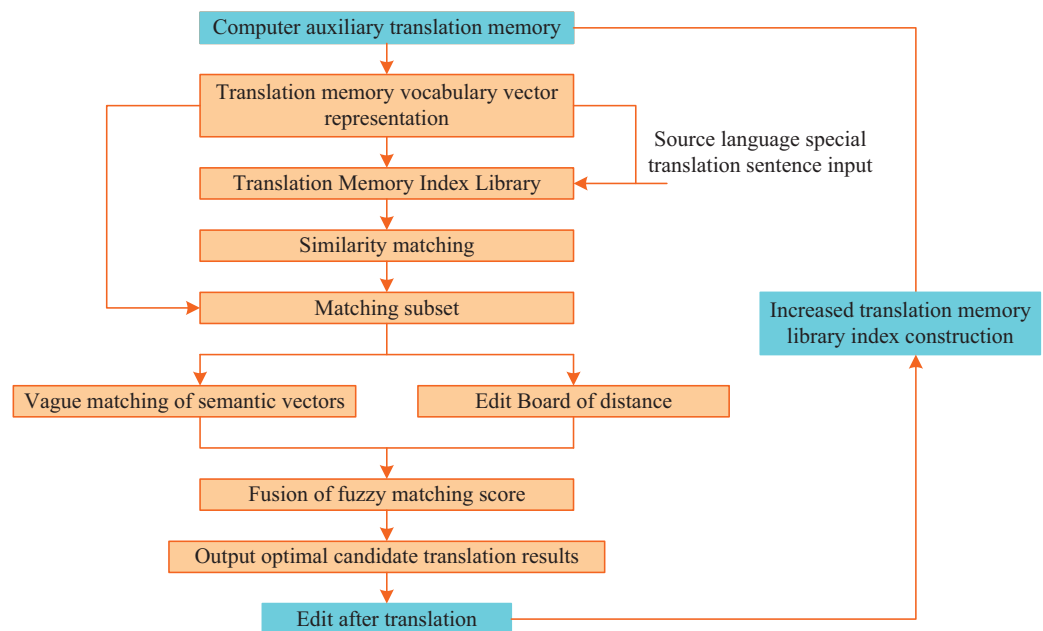 Computer auxiliary translation memory
Translation memory vocabulary vector
representation
Source language special
translation sentence input
Translation Memory Index Library
Similarity matching
Matching subset
Increased translation memory
library index construction
Vague matching of semantic vectors
Edit Board of distance
Fusion of fuzzy matching score
Output optimal candidate translation results
Edit after translation